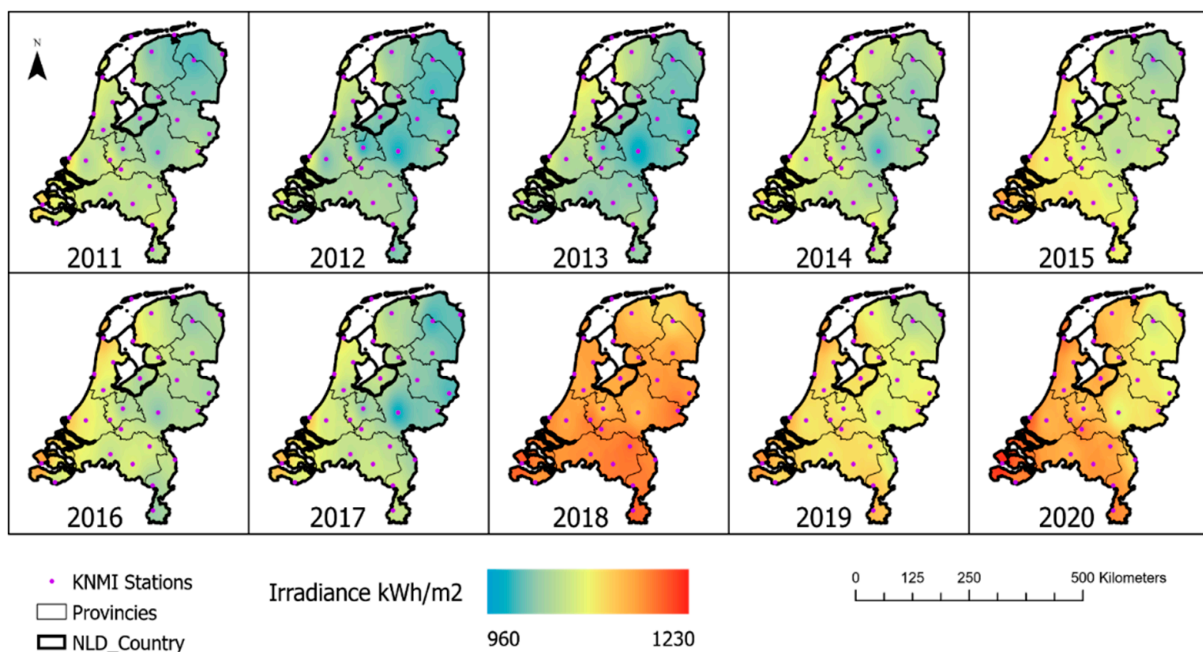 N
2011 2012 2013 2014 2015
2016 2017 2018 2019 2020
KNMI Stations
Provincies
NLD_Country
Irradiance kWh/m2
960 1230
0 125 250 500 Kilometers